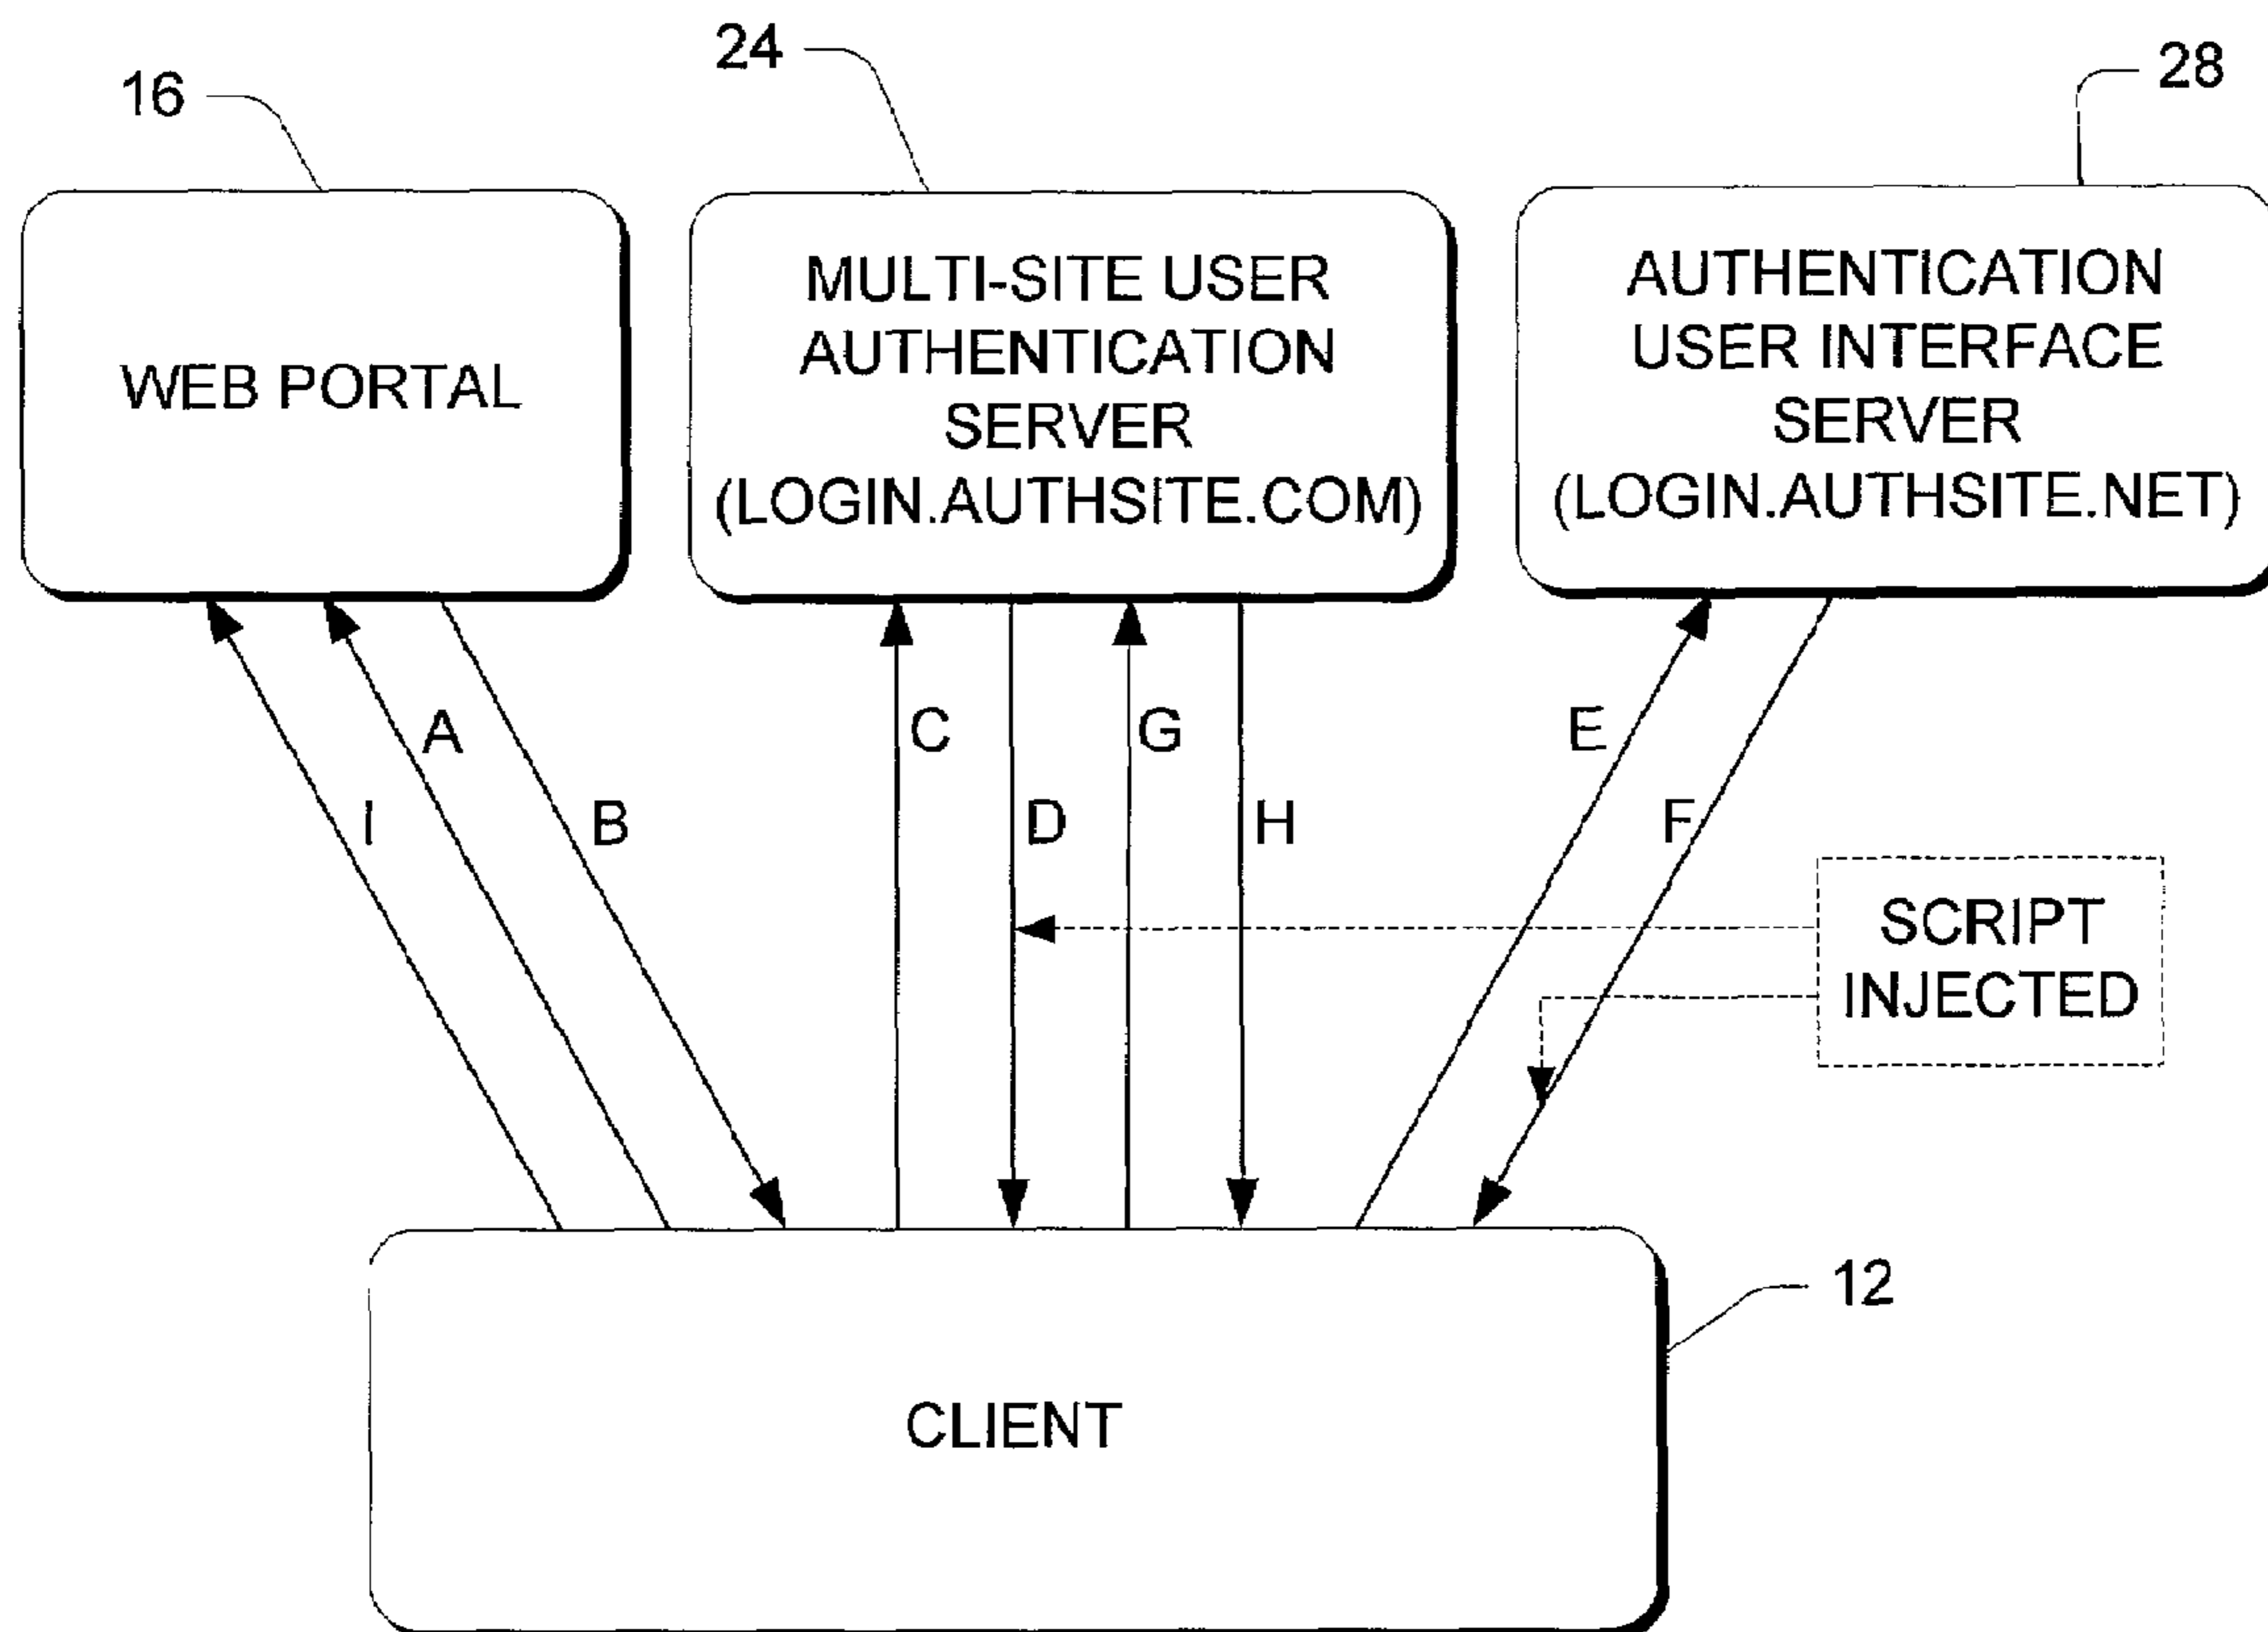 16
24
28
WEB PORTAL
MULTI-SITE USER
AUTHENTICATION
SERVER
(LOGIN.AUTHSITE.COM)
AUTHENTICATION
USER INTERFACE
SERVER
(LOGIN.AUTHSITE.NET)
A
C
G
E
I
B
D
H
F
SCRIPT
INJECTED
12
CLIENT